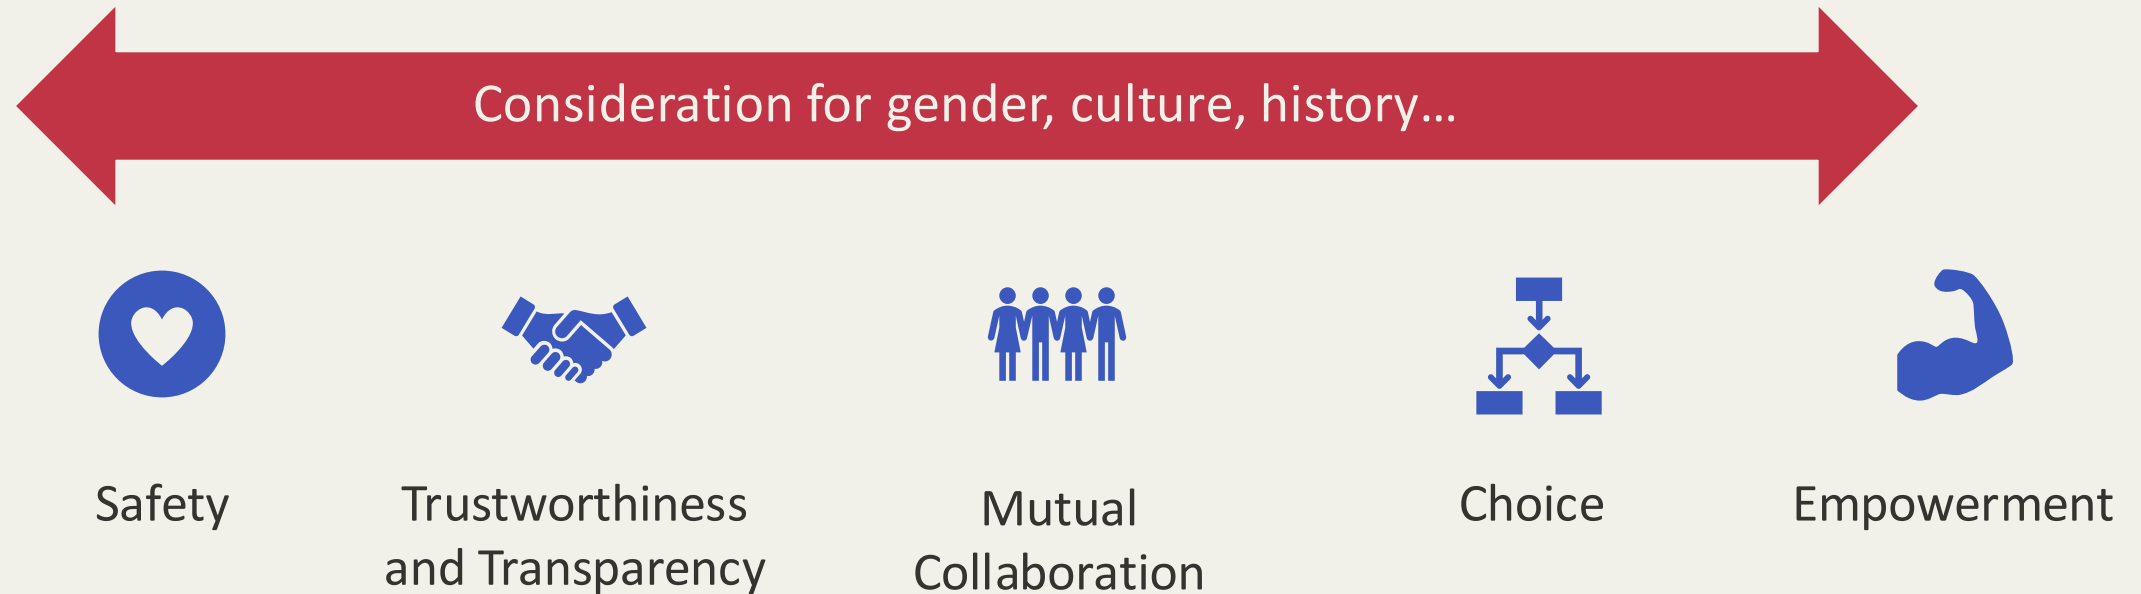 Consideration for gender, culture, history...
Safety
Trustworthiness
and Transparency
Mutual
Collaboration
Choice
Empowerment